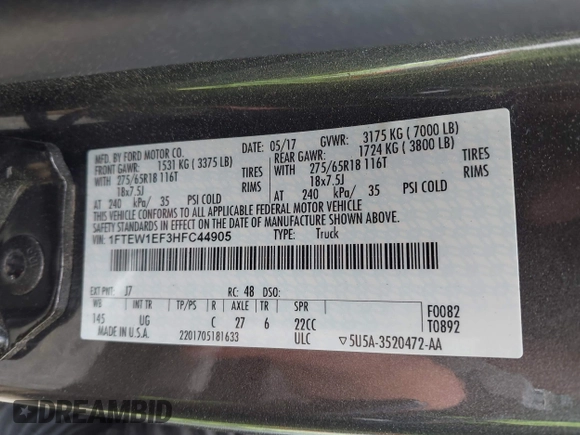 MFD. BY FORD MOTOR CO.
05/17 GVWR: 3175 KG ( 7000 LB)
FRONT GAWR: 1531 KG ( 3375 LB)
REAR GAWR: 1724 KG ( 3800 LB)
WITH 275/65R18 116T TIRES
WITH 275/65R18 116T TIRES
18x7.5J RIMS
18x7.5J RIMS
AT 240 kPa/ 35 PSI COLD
AT 240 kPa/ 35 PSI COLD
THIS VEHICLE CONFORMS TO ALL APPLICABLE FEDERAL MOTOR VEHICLE
SAFETY STANDARDS IN EFFECT ON THE DATE OF MANUFACTURE SHOWN ABOVE.
VIN: 1FTEW1EF3HFC44905 TYPE: Truck
EXT PNT: J7 RC: 48 DSO:
WB INT TR TP/PS R AXLE TR SPR
145 UG C 27 6 22CC
F0082
T0892
MADE IN U.S.A. 2201705181633 ULC 5U5A-3520472-AA
DREAMBID